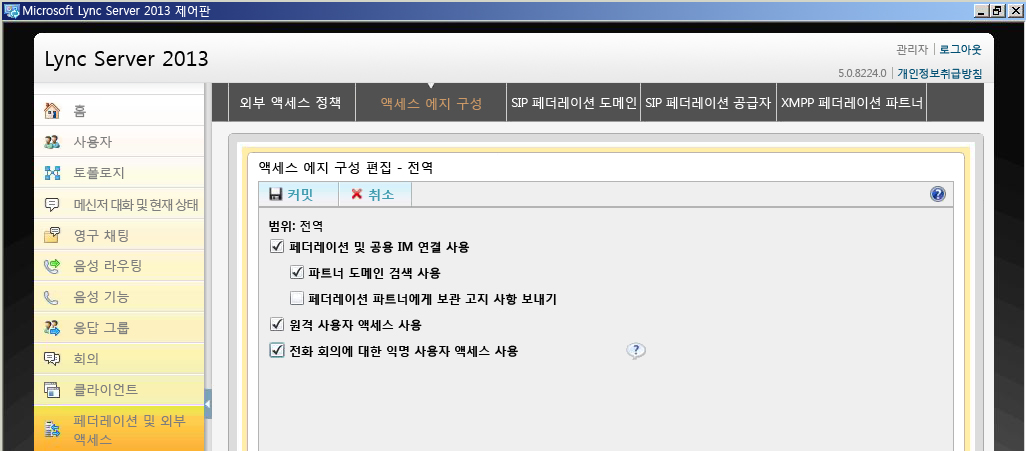 Microsoft Lync Server 2013 제어판
Lync Server 2013
관리자 | 로그아웃
5.0.8224.0 | 개인정보취급방침
홈
사용자
토폴로지
메신저 대화 및 현재 상태
영구 채팅
음성 라우팅
음성 기능
응답 그룹
회의
클라이언트
페더레이션 및 외부
액세스
외부 액세스 정책
액세스 에지 구성
SIP 페더레이션 도메인
SIP 페더레이션 공급자
XMPP 페더레이션 파트너
액세스 에지 구성 편집 - 전역
커밋
취소
범위: 전역
페더레이션 및 공용 IM 연결 사용
파트너 도메인 검색 사용
페더레이션 파트너에게 보관 고지 사항 보내기
원격 사용자 액세스 사용
전화 회의에 대한 익명 사용자 액세스 사용